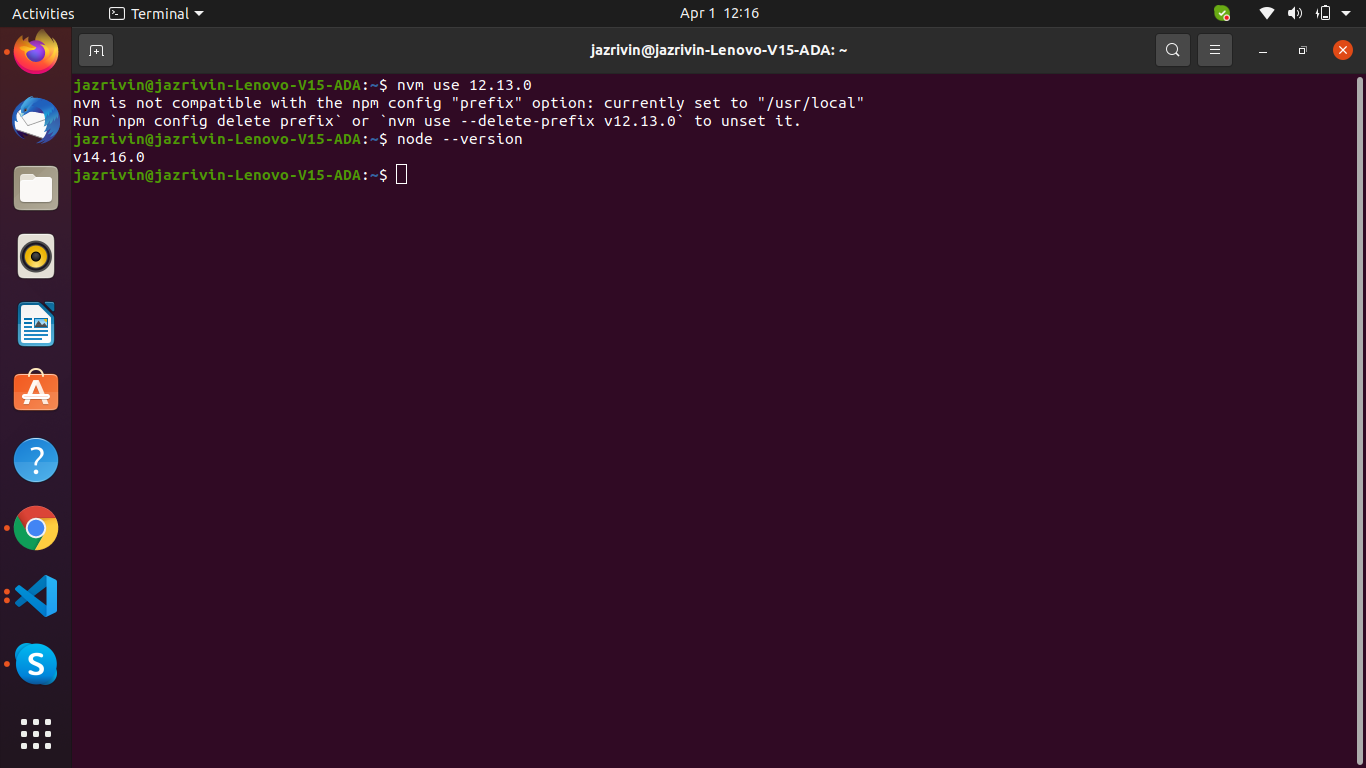 Activities
Terminal
Apr 1 12:16
jazrivin@jazrivin-Lenovo-V15-ADA: ~
jazrivin@jazrivin-Lenovo-V15-ADA:~$ nvm use 12.13.0
nvm is not compatible with the npm config "prefix" option: currently set to "/usr/local"
Run `npm config delete prefix` or `nvm use --delete-prefix v12.13.0` to unset it.
jazrivin@jazrivin-Lenovo-V15-ADA:~$ node --version
v14.16.0
jazrivin@jazrivin-Lenovo-V15-ADA:~$